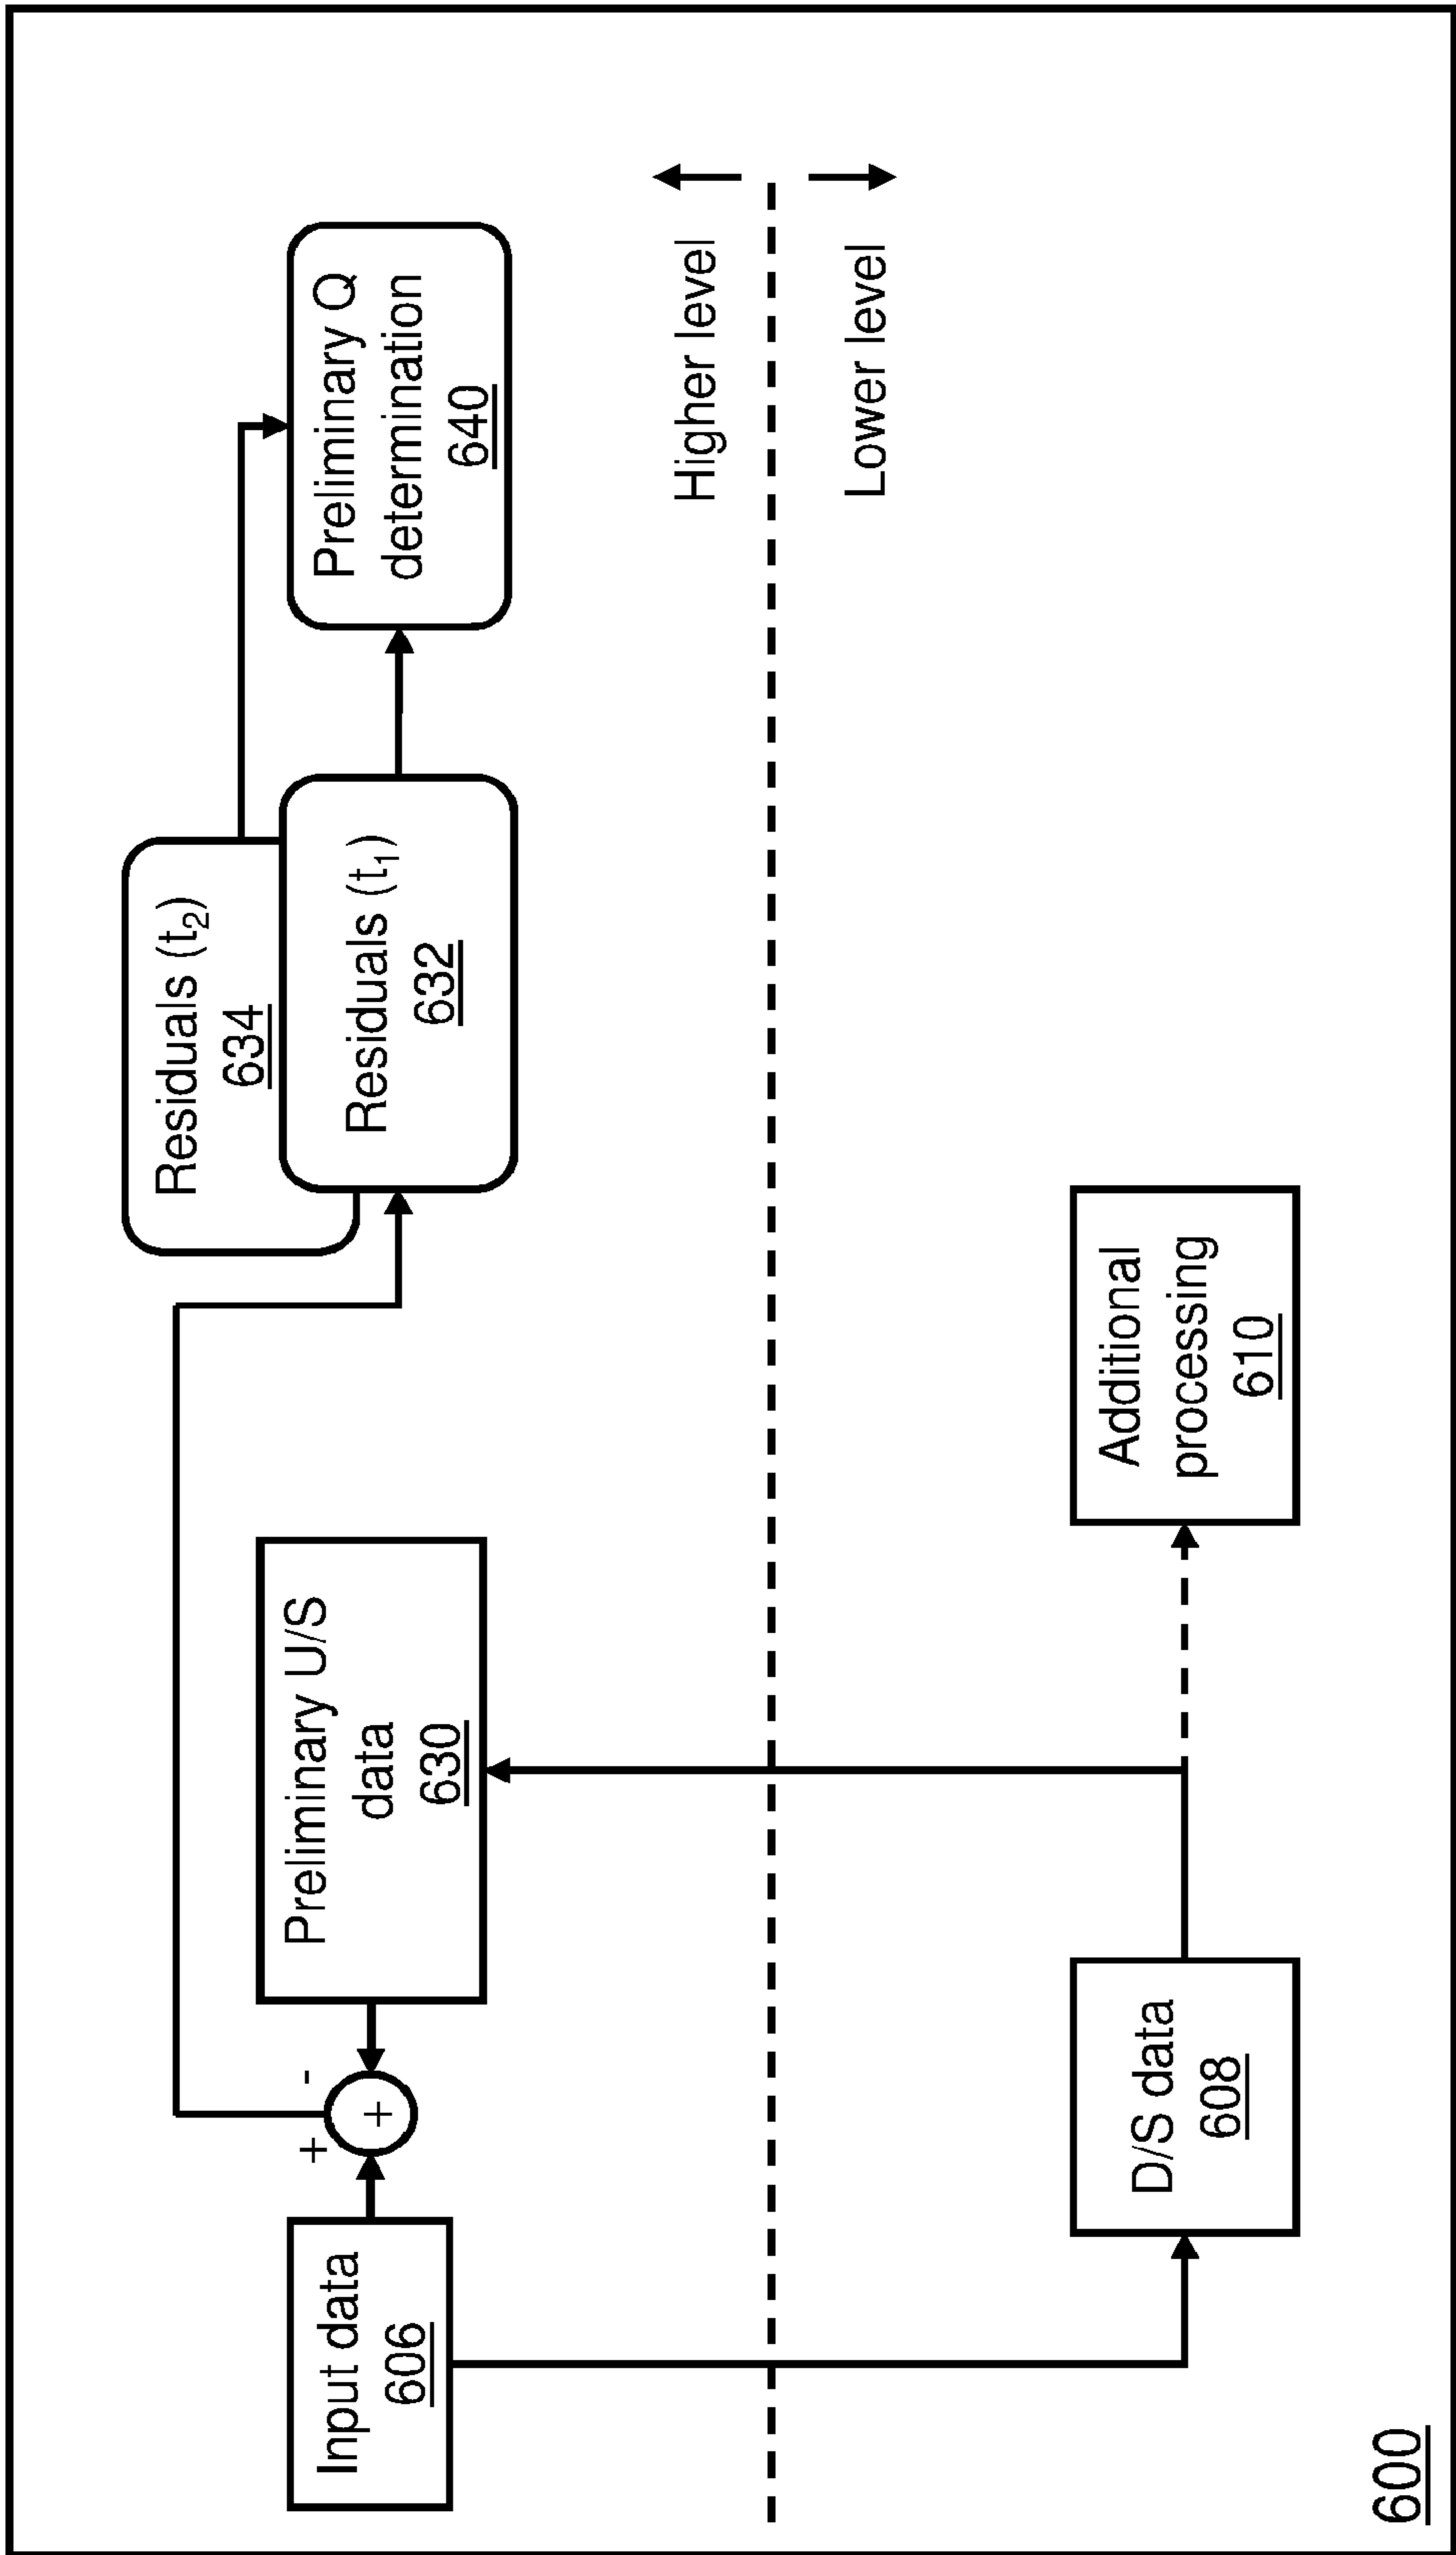 Residuals (t2)
634
Residuals (t1)
632
Preliminary Q
determination
640
Input data
606
+
-
+
Preliminary U/S
data
630
Higher level
Lower level
D/S data
608
Additional
processing
610
600